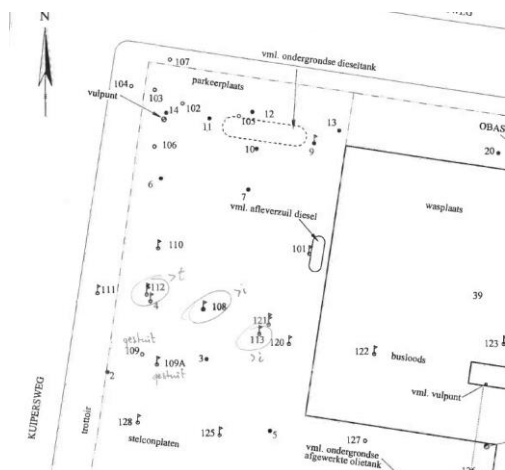 N
vml. ondergrondse dieseltank
107
parkeerplaats
104
103
102
vulpunt
14
11
105
12
13
OBAS
106
10
9
20
6
7
wasplaats
vml. afleverzuil diesel
110
101
>t
111
112
4
108
>i
39
121
113
120
gestuit
109
109A
gestuit
>i
3
122
busloods
123
2
vml. vulpunt
KUIPERSWEG
trottoir
128
stelconplaten
125
5
127
vml. ondergrondse
afgewerkte olietank